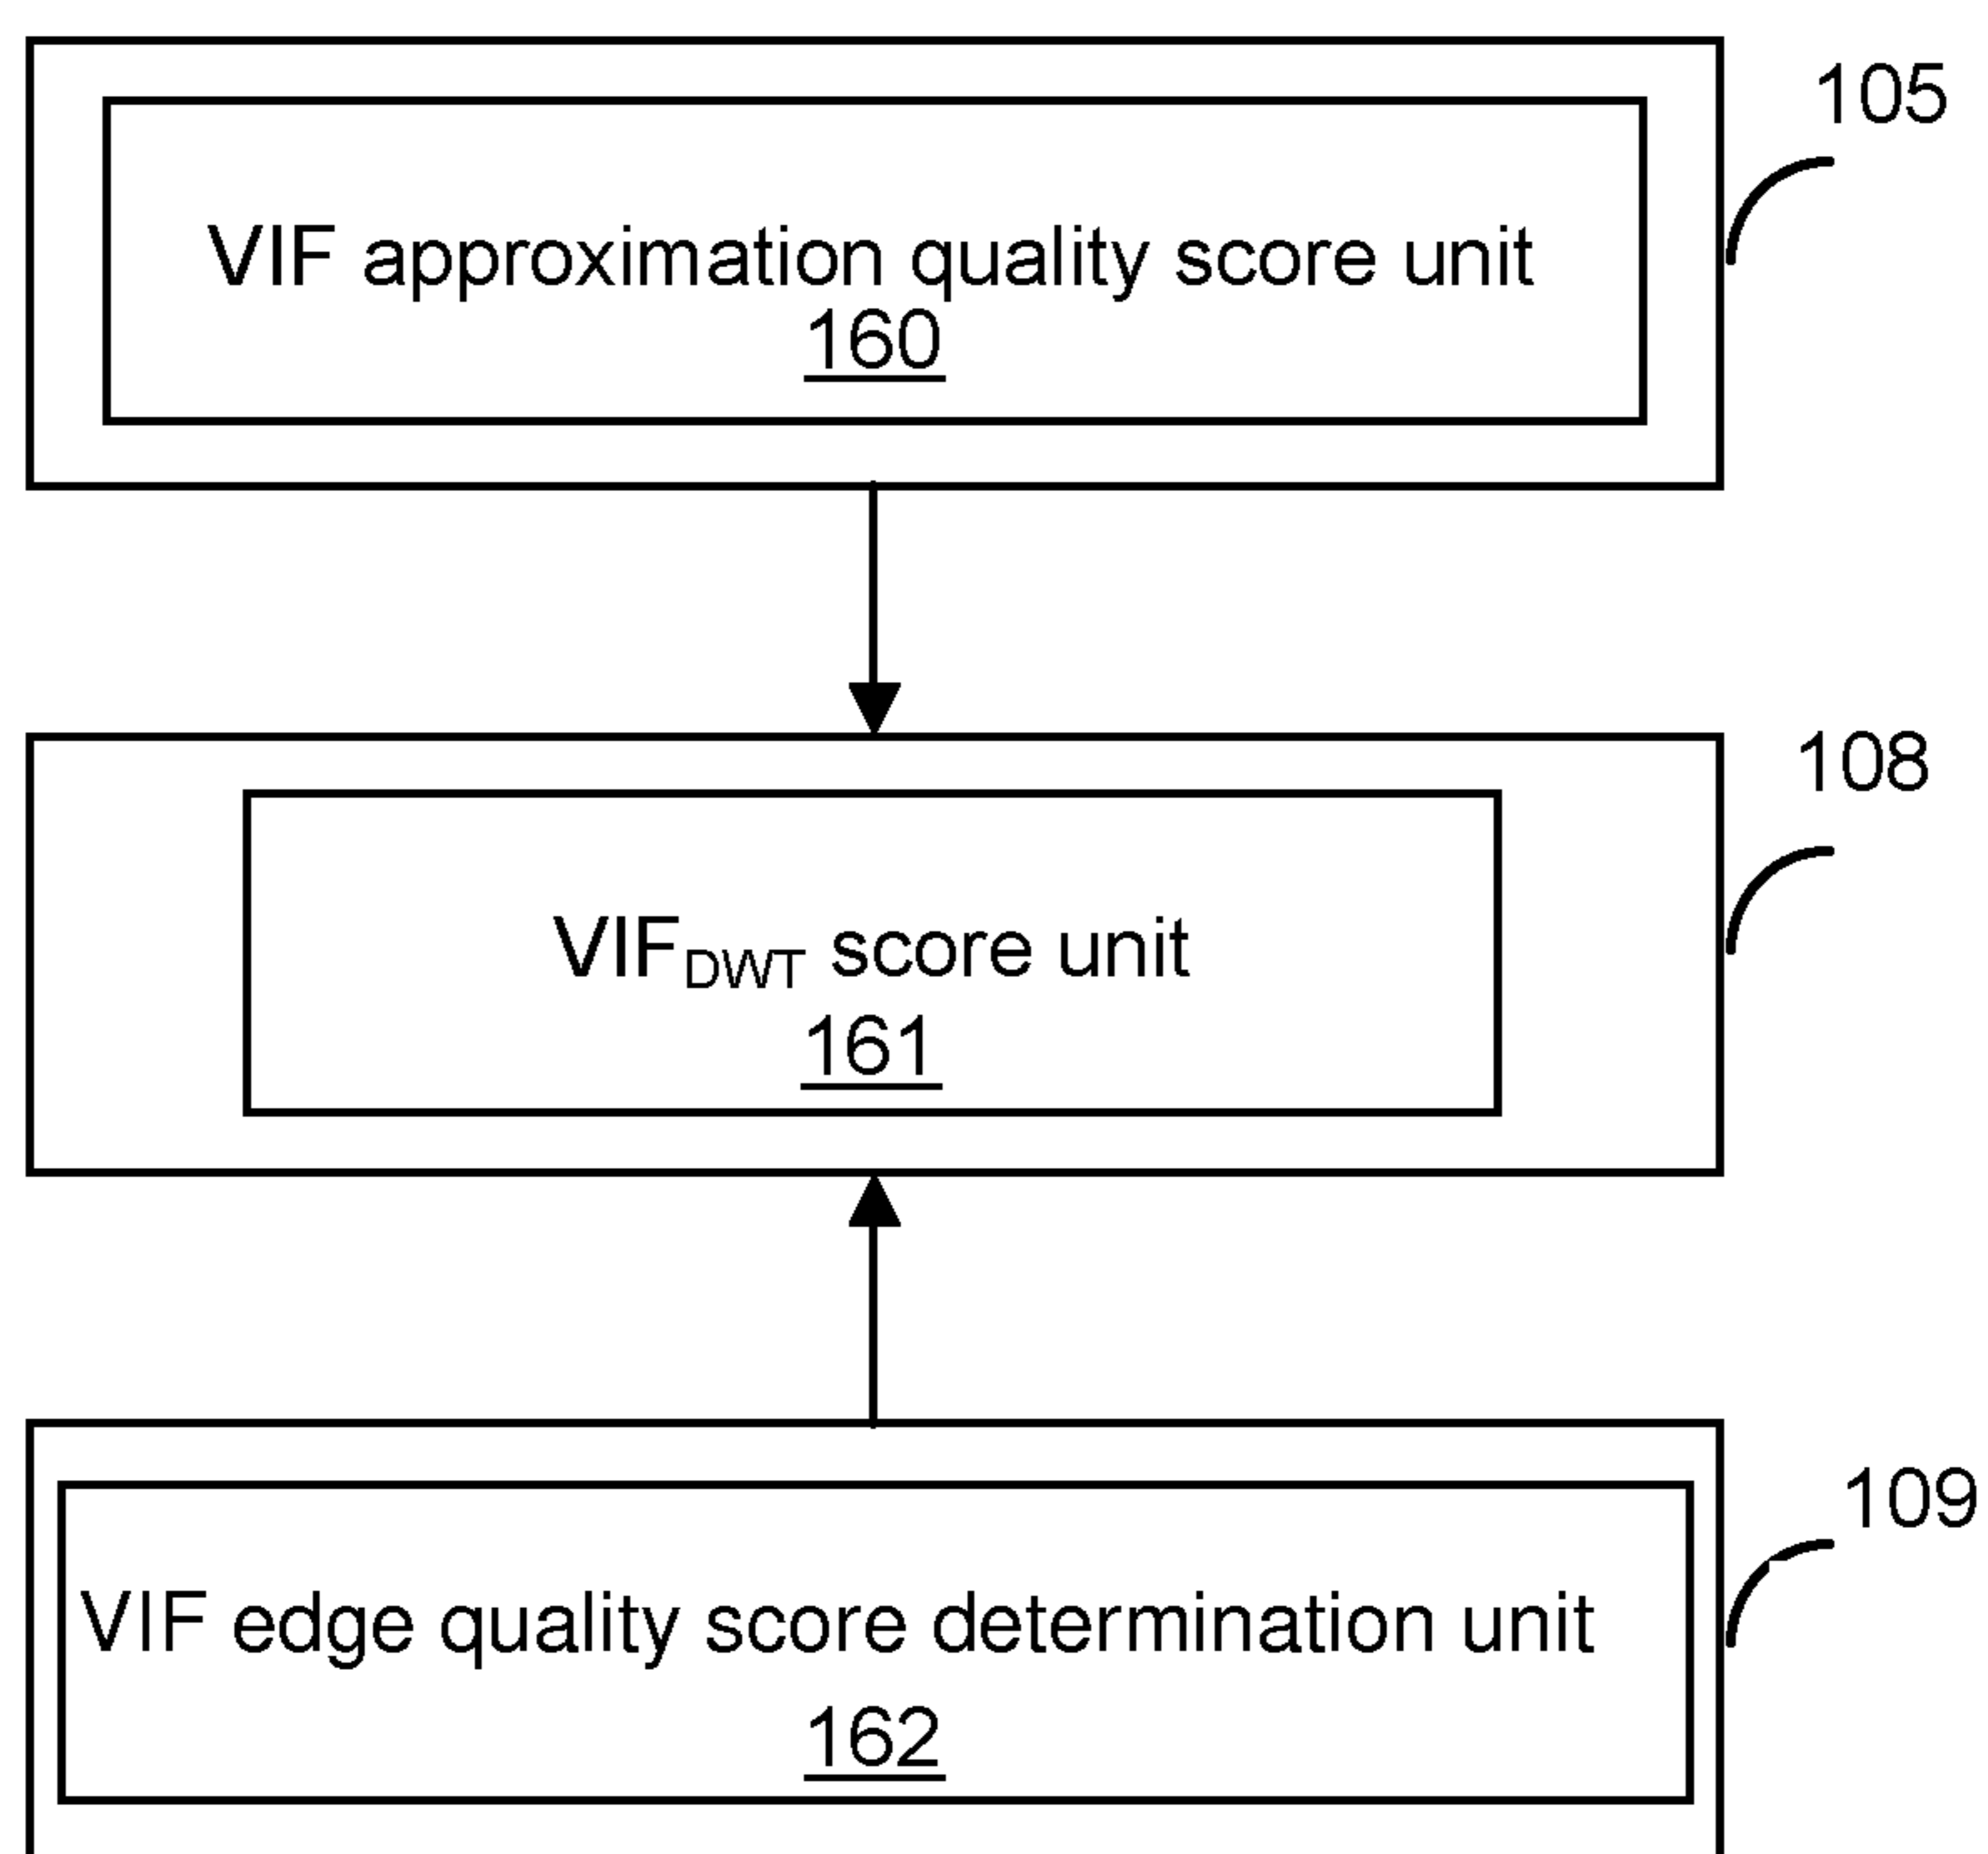 105
VIF approximation quality score unit
160
108
VIF_DWT score unit
161
109
VIF edge quality score determination unit
162